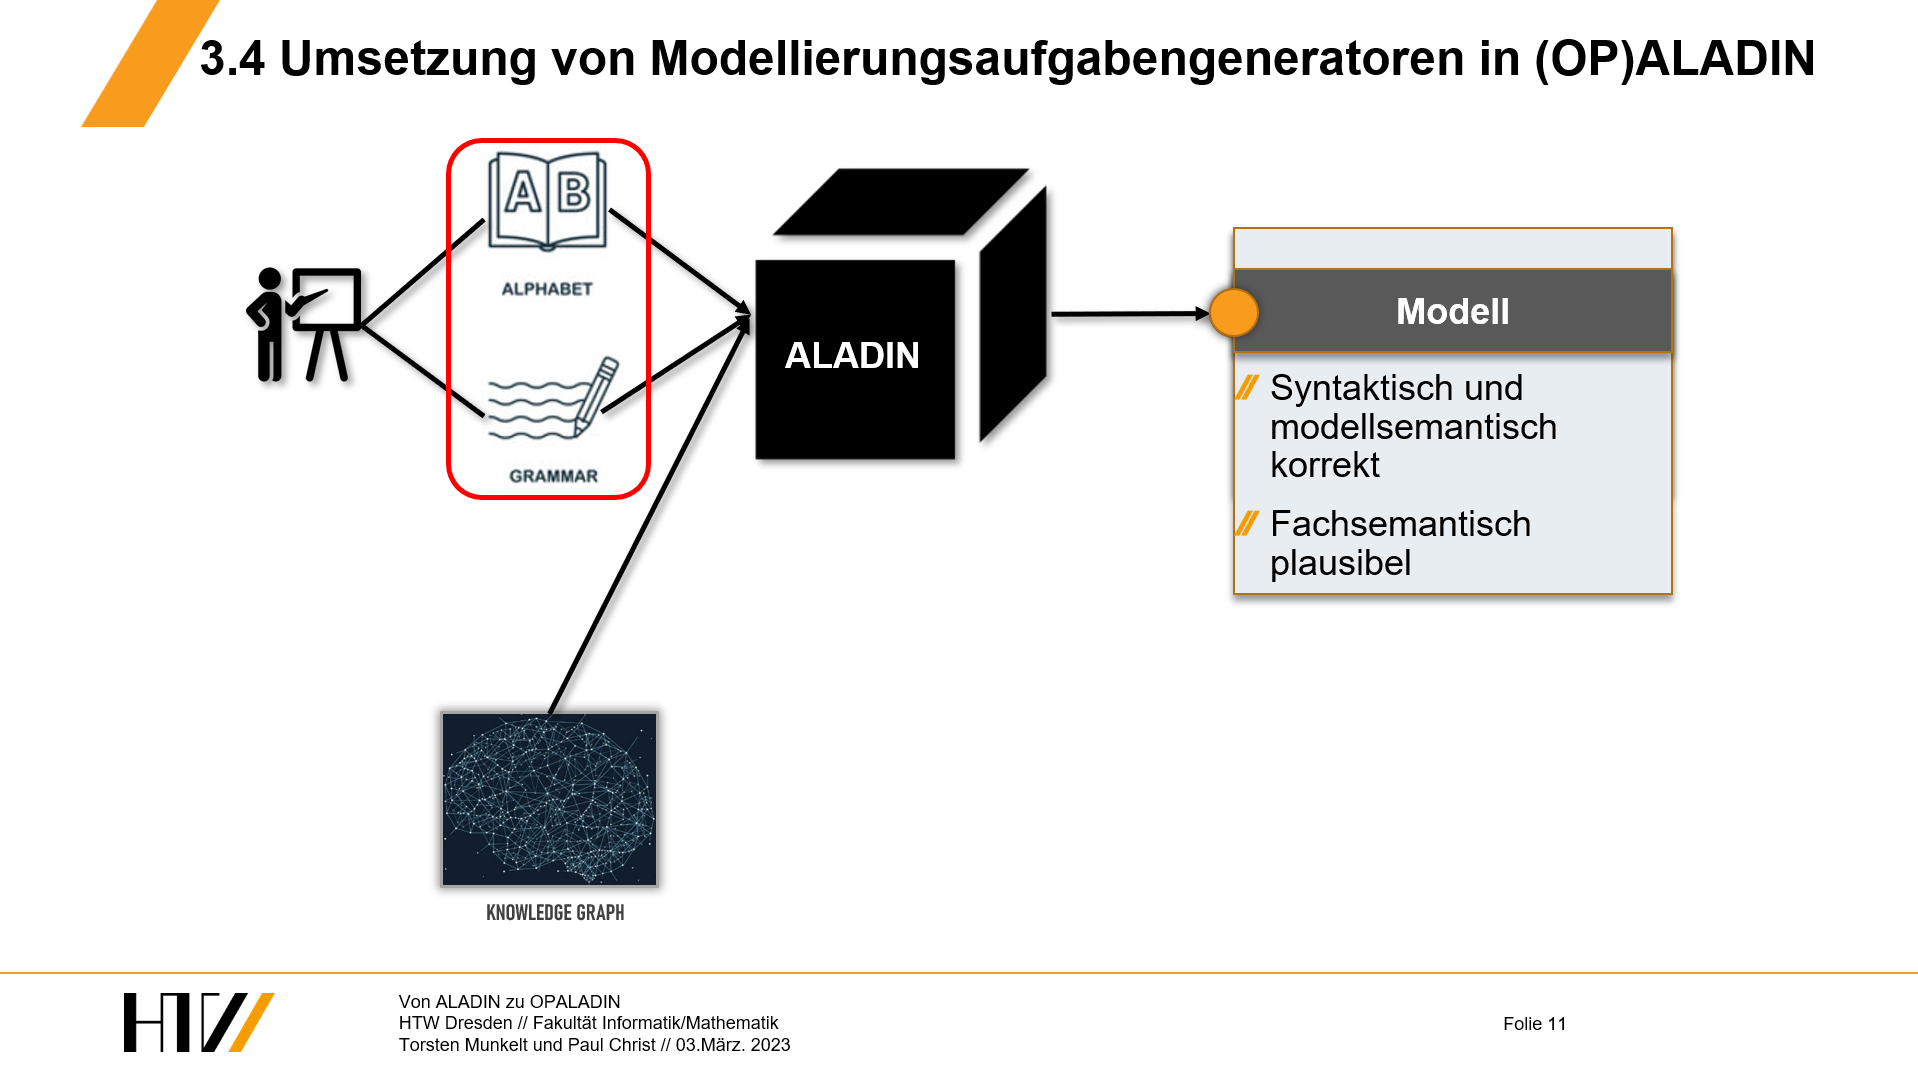 3.4 Umsetzung von Modellierungsaufgabengeneratoren in (OP)ALADIN
A B
ALPHABET
GRAMMAR
ALADIN
Modell
Syntaktisch und
modellsemantisch
korrekt
Fachsemantisch
plausibel
KNOWLEDGE GRAPH
HTW
Von ALADIN zu OPALADIN
HTW Dresden // Fakultät Informatik/Mathematik
Torsten Munkelt und Paul Christ // 03.März. 2023
Folie 11